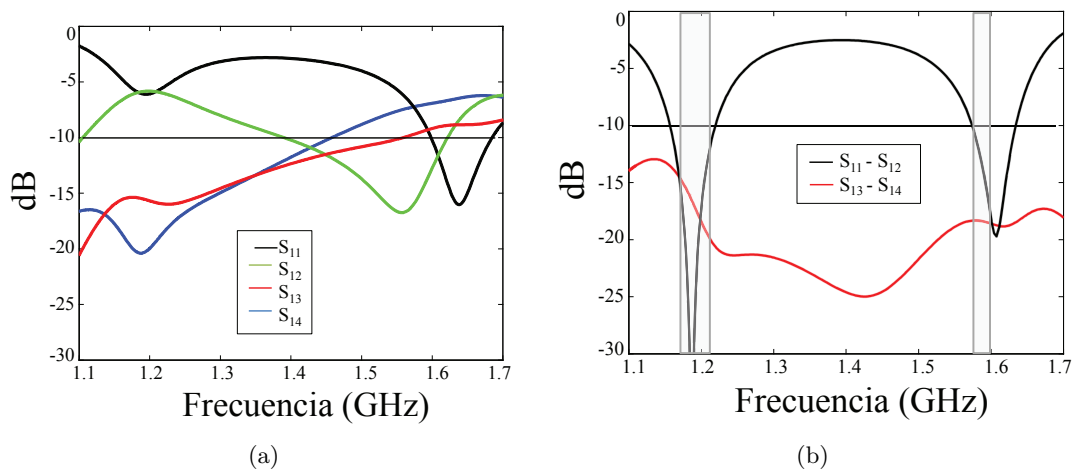 0
-5
-10
-15
-20
-25
-30
dB
1.1 1.2 1.3 1.4 1.5 1.6 1.7
Frecuencia (GHz)
S11
S12
S13
S14
(a)
0
-5
-10
-15
-20
-25
-30
dB
1.1 1.2 1.3 1.4 1.5 1.6 1.7
Frecuencia (GHz)
S11 - S12
S13 - S14
(b)